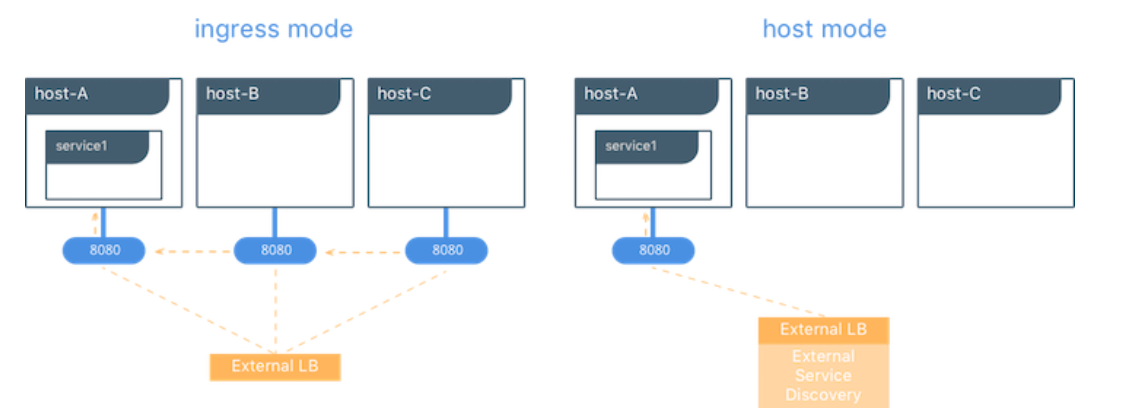 ingress mode
host mode
host-A
host-B
host-C
host-A
host-B
host-C
service1
service1
8080
8080
8080
8080
External LB
External LB
External
Service
Discovery